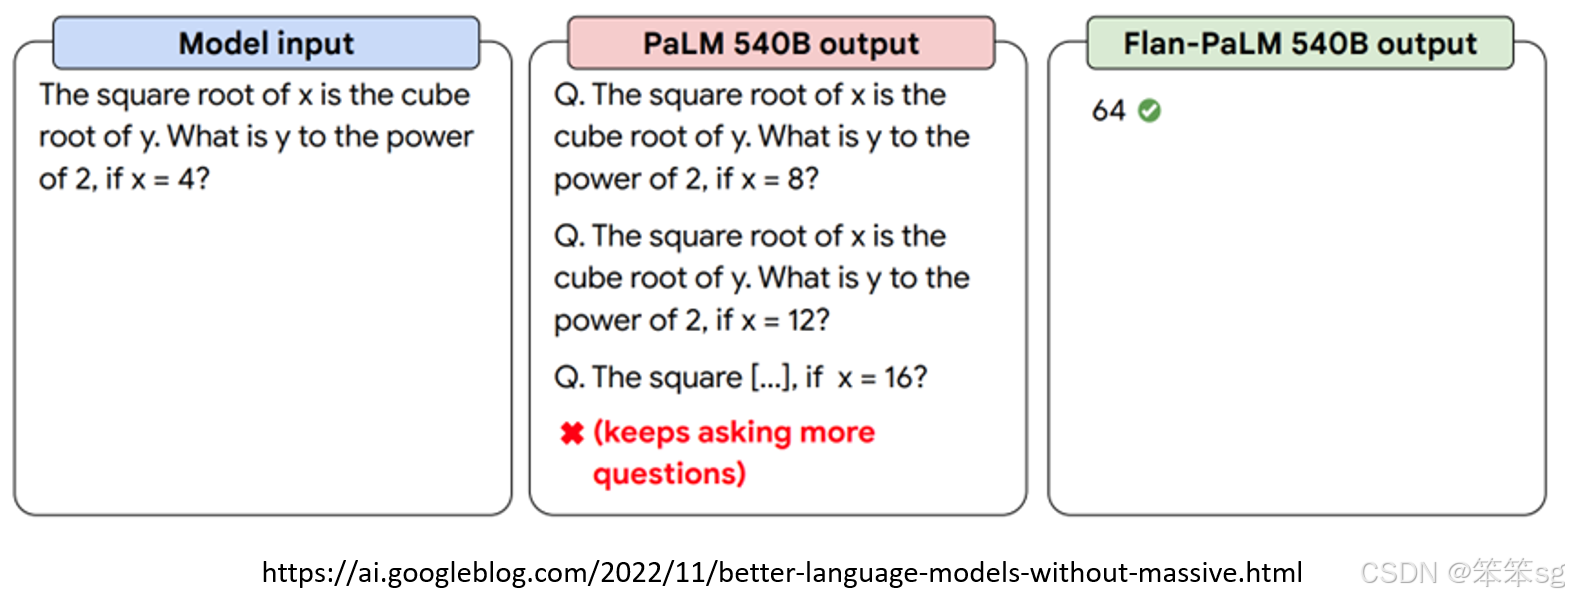 Model input
The square root of x is the cube
root of y. What is y to the power
of 2, if x = 4?
PaLM 540B output
Q. The square root of x is the
cube root of y. What is y to the
power of 2, if x = 8?
Q. The square root of x is the
cube root of y. What is y to the
power of 2, if x = 12?
Q. The square [...], if x = 16?
✖ (keeps asking more
questions)
Flan-PaLM 540B output
64
https://ai.googleblog.com/2022/11/better-language-models-without-massive.html
CSDN @笨笨sg